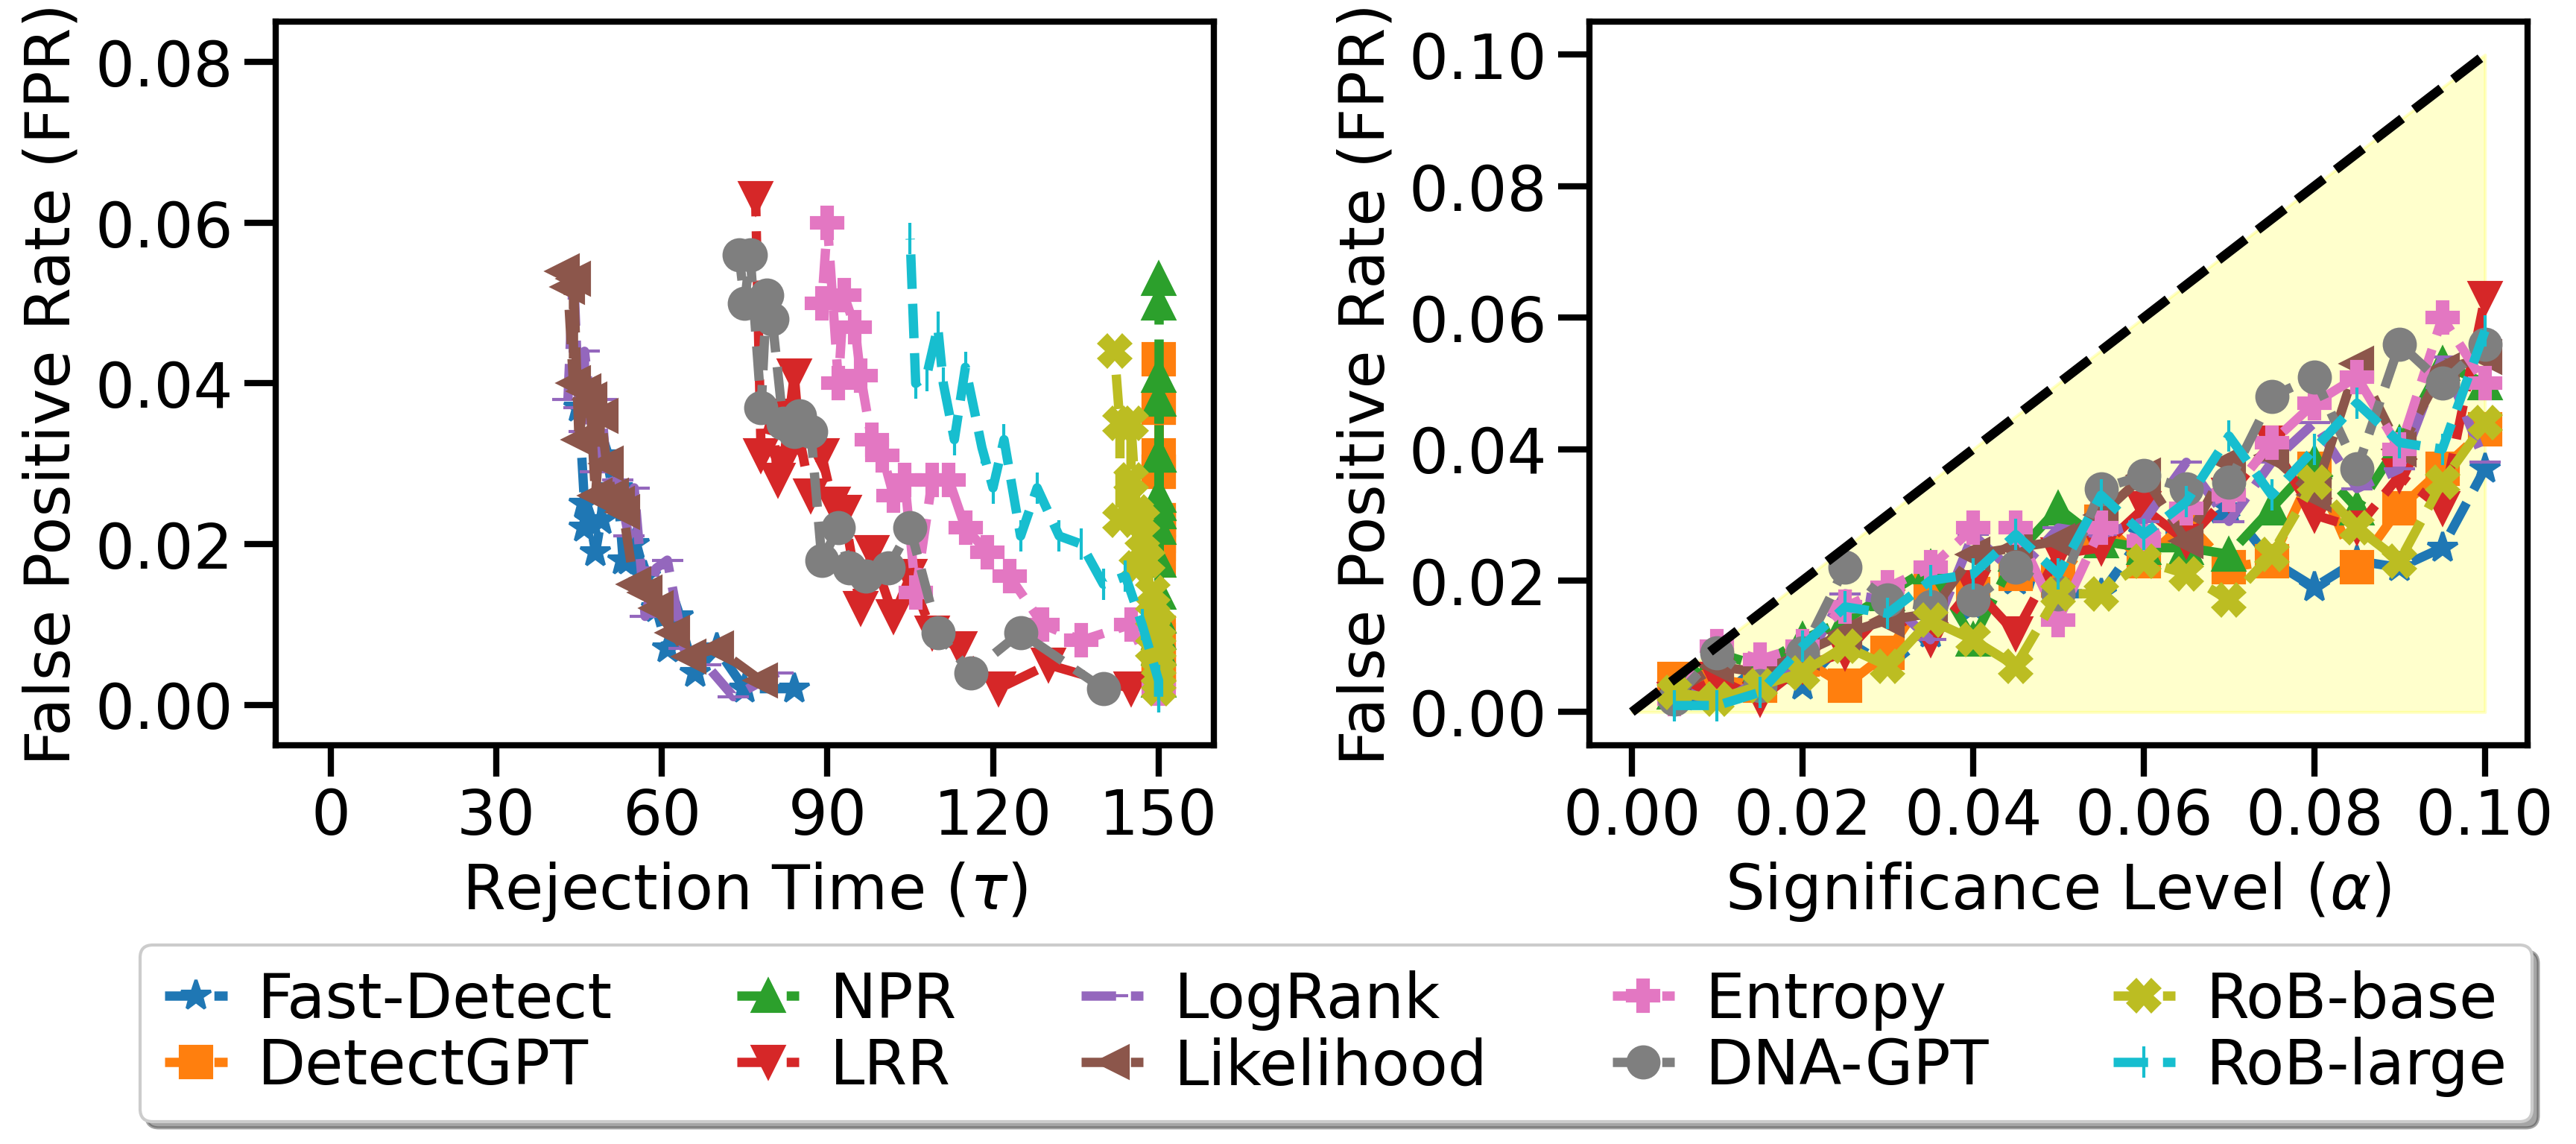 False Positive Rate (FPR)
0.08
0.06
0.04
0.02
0.00
0 30 60 90 120 150
Rejection Time (τ)
False Positive Rate (FPR)
0.10
0.08
0.06
0.04
0.02
0.00
0.00 0.02 0.04 0.06 0.08 0.10
Significance Level (α)
Fast-Detect NPR LogRank Entropy RoB-base
DetectGPT LRR Likelihood DNA-GPT RoB-large